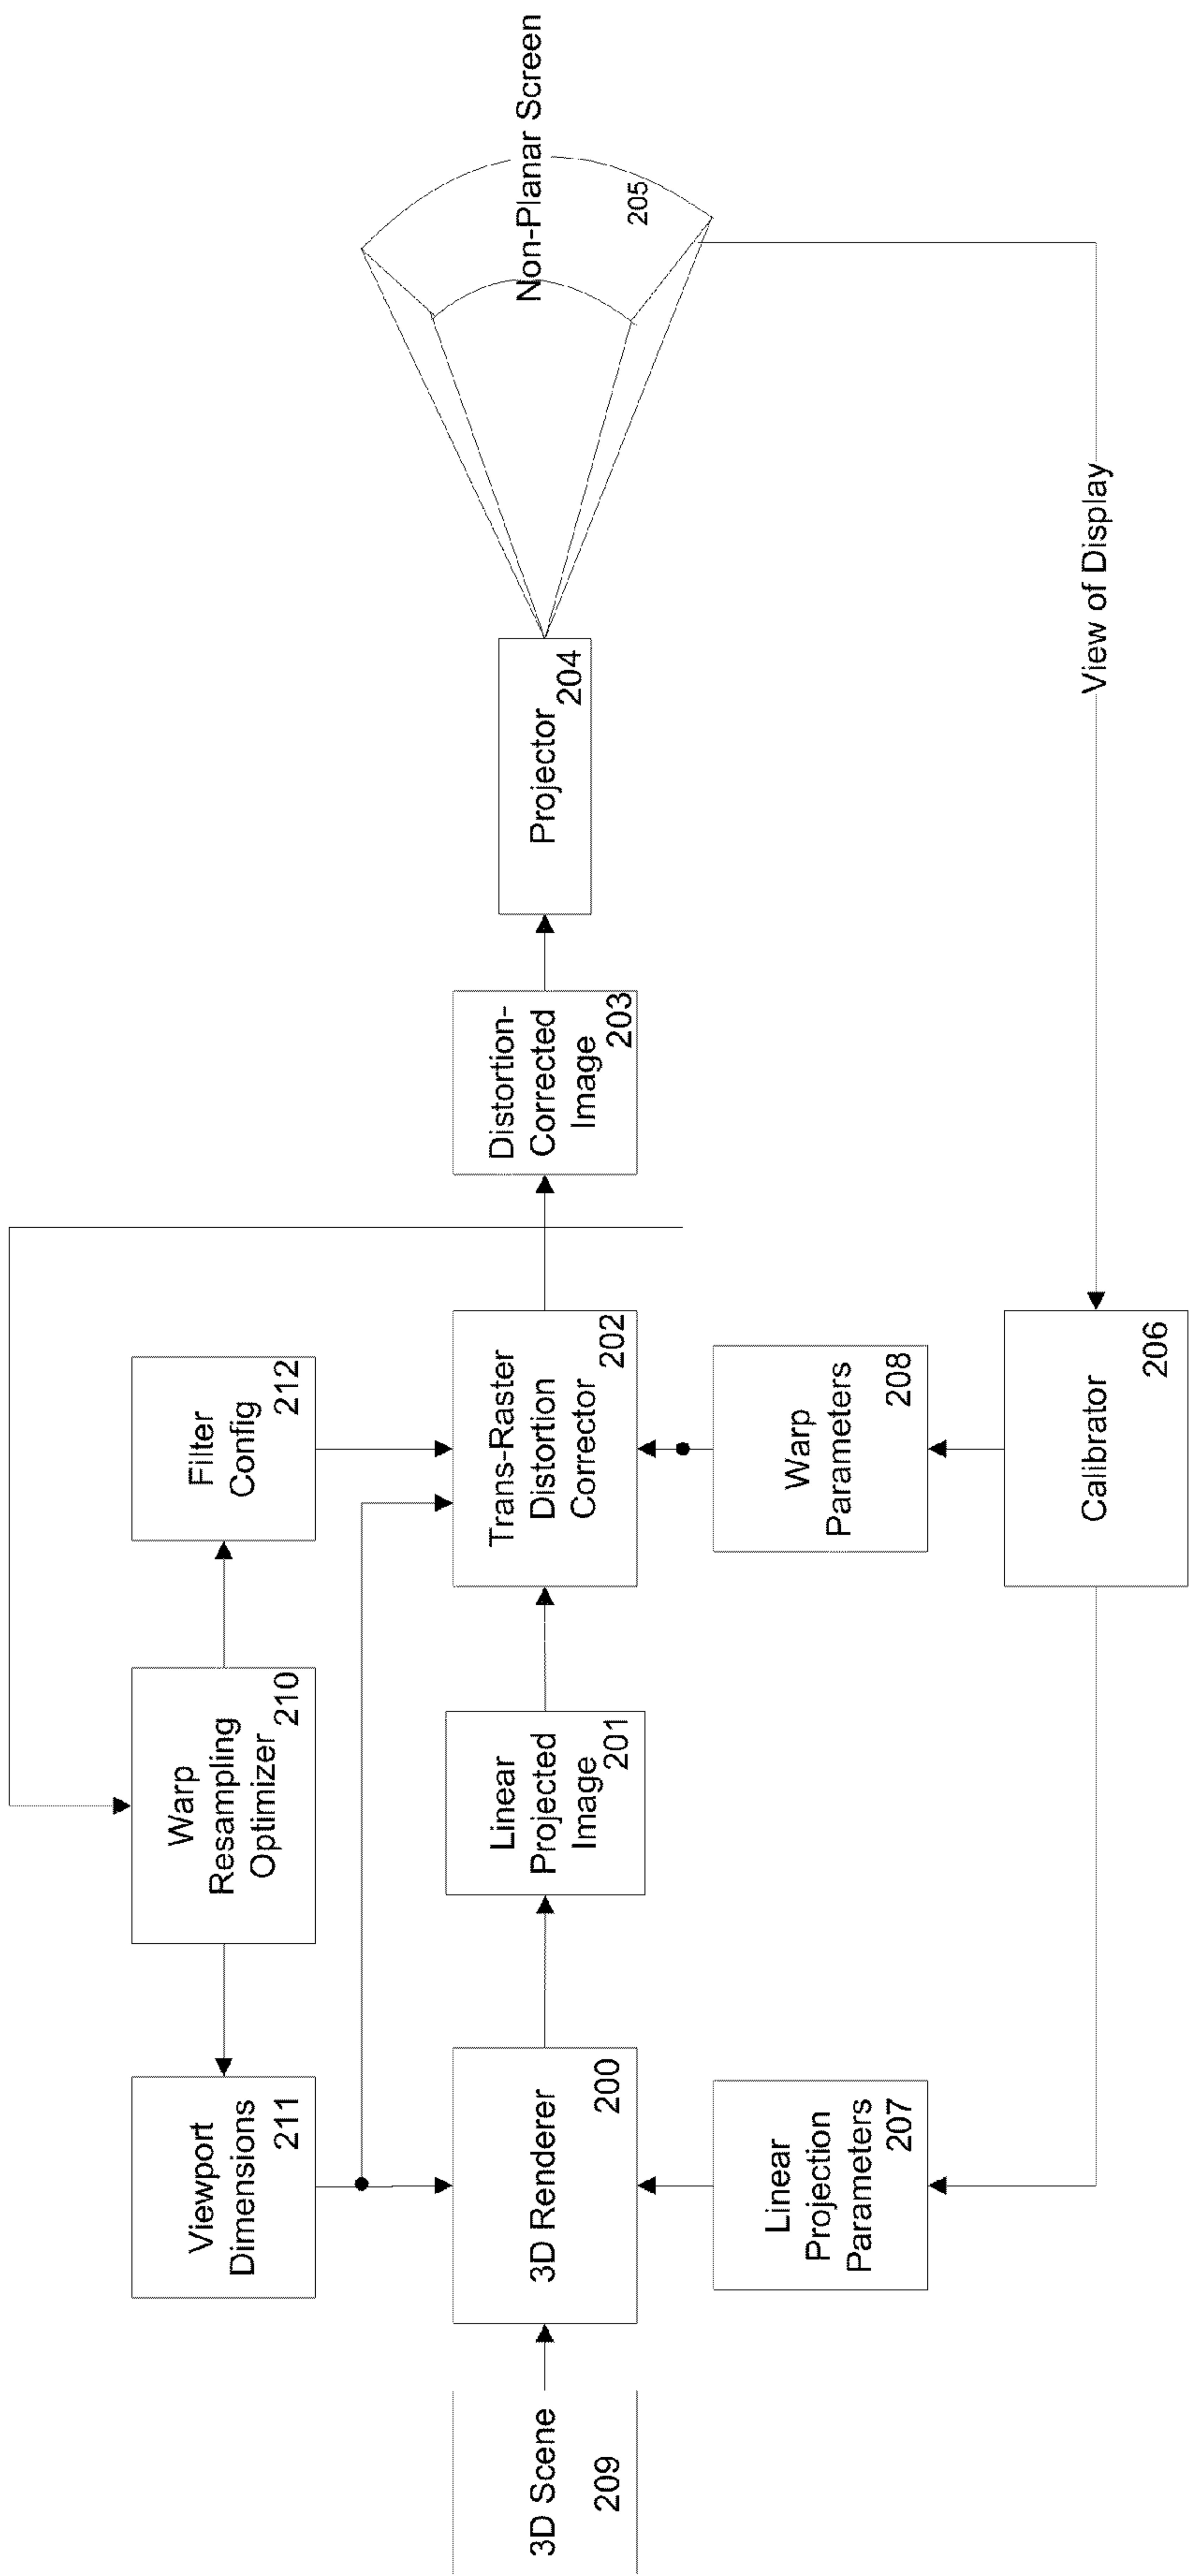 Viewport
Dimensions
211
Warp
Resampling
Optimizer
210
Filter
Config
212
3D Scene
209
3D Renderer
200
Linear
Projected
Image
201
Trans-Raster
Distortion
Corrector
202
Distortion-
Corrected
Image
203
Projector
204
Non-Planar Screen
205
Linear
Projection
Parameters
207
Warp
Parameters
208
Calibrator
206
View of Display